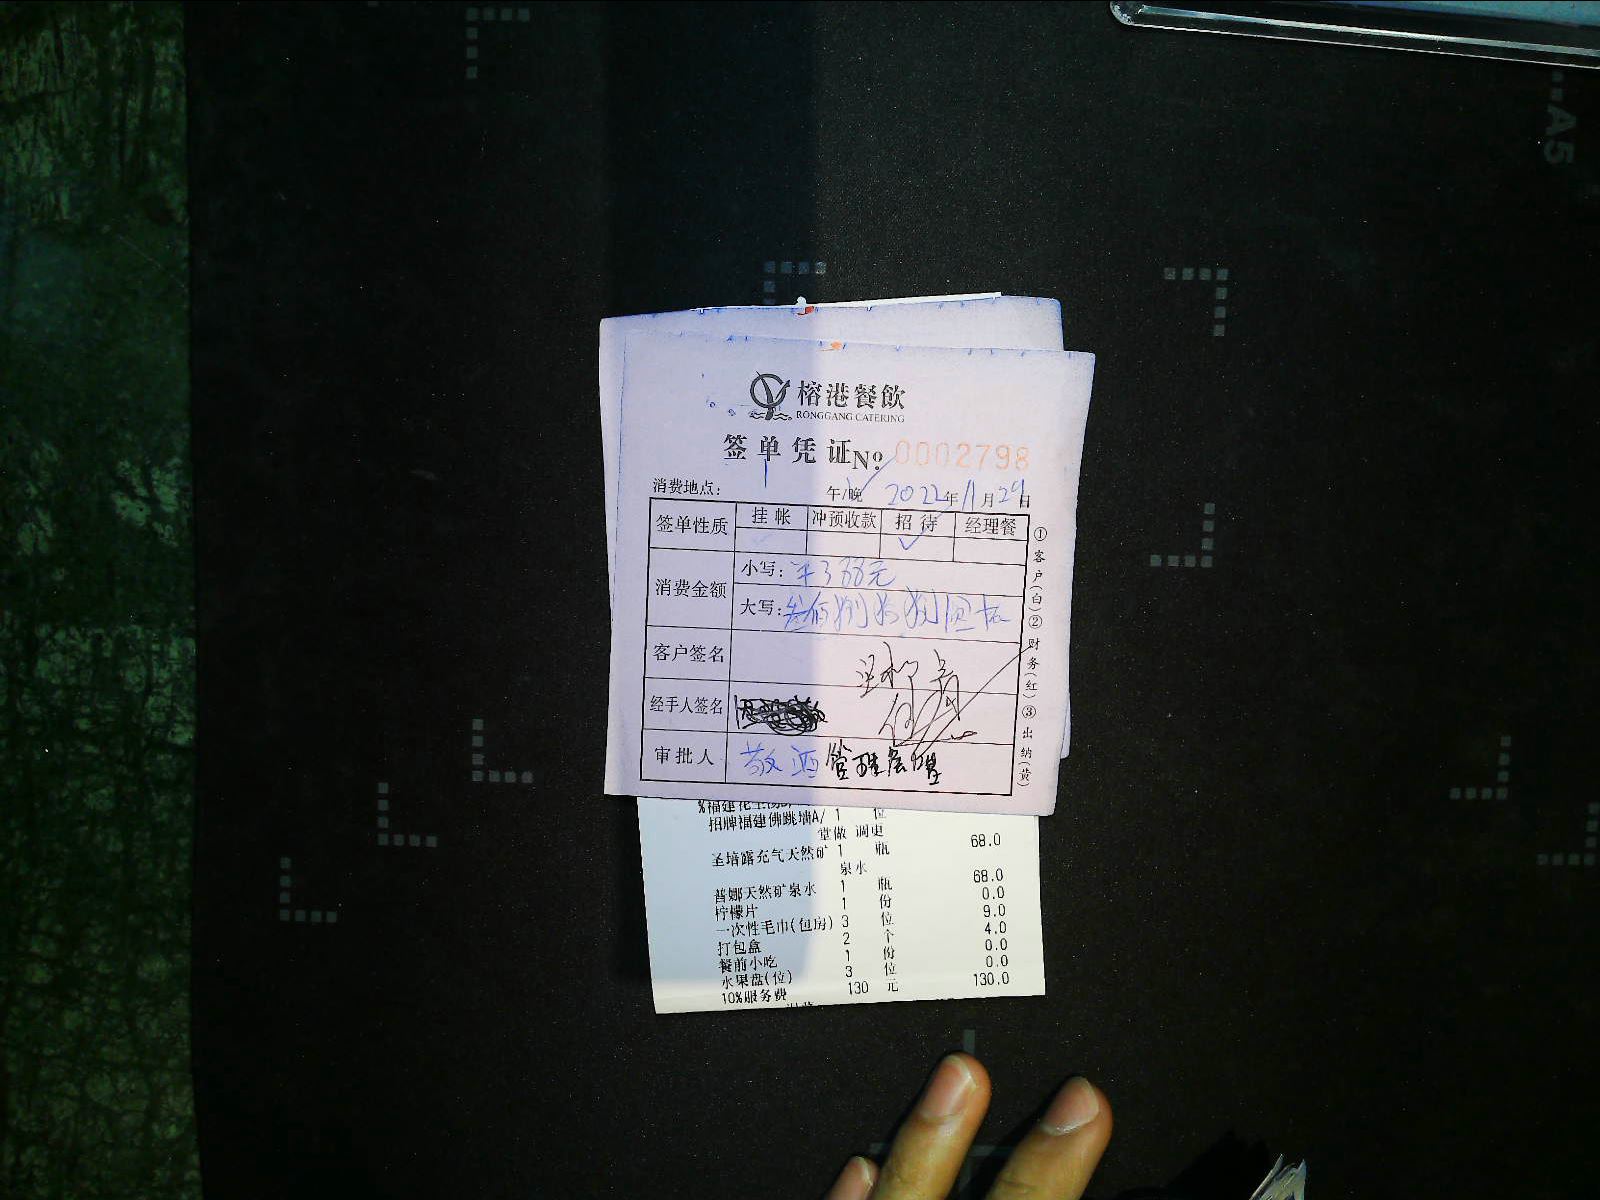 榕港餐飲
RONGGANG CATERING
签单凭证 No 0002798
消费地点: 午/晚 2022年11月29日
签单性质 挂帐 冲预收款 招待 经理餐
消费金额 小写: 元
大写:
客户签名
经手人签名
审批人 敬酒
①客户(白)②财务(红)③出纳(黄)
招牌福建佛跳墙A/ 1 位
堂做 调更 68.0
圣培露充气天然矿 1 瓶
泉水 68.0
普娜天然矿泉水 1 瓶 0.0
柠檬片 1 份 9.0
一次性毛巾(包房) 3 位 4.0
打包盒 2 个 0.0
餐前小吃 1 份 0.0
水果盘(位) 3 位 130.0
10%服务费 130 元
A5